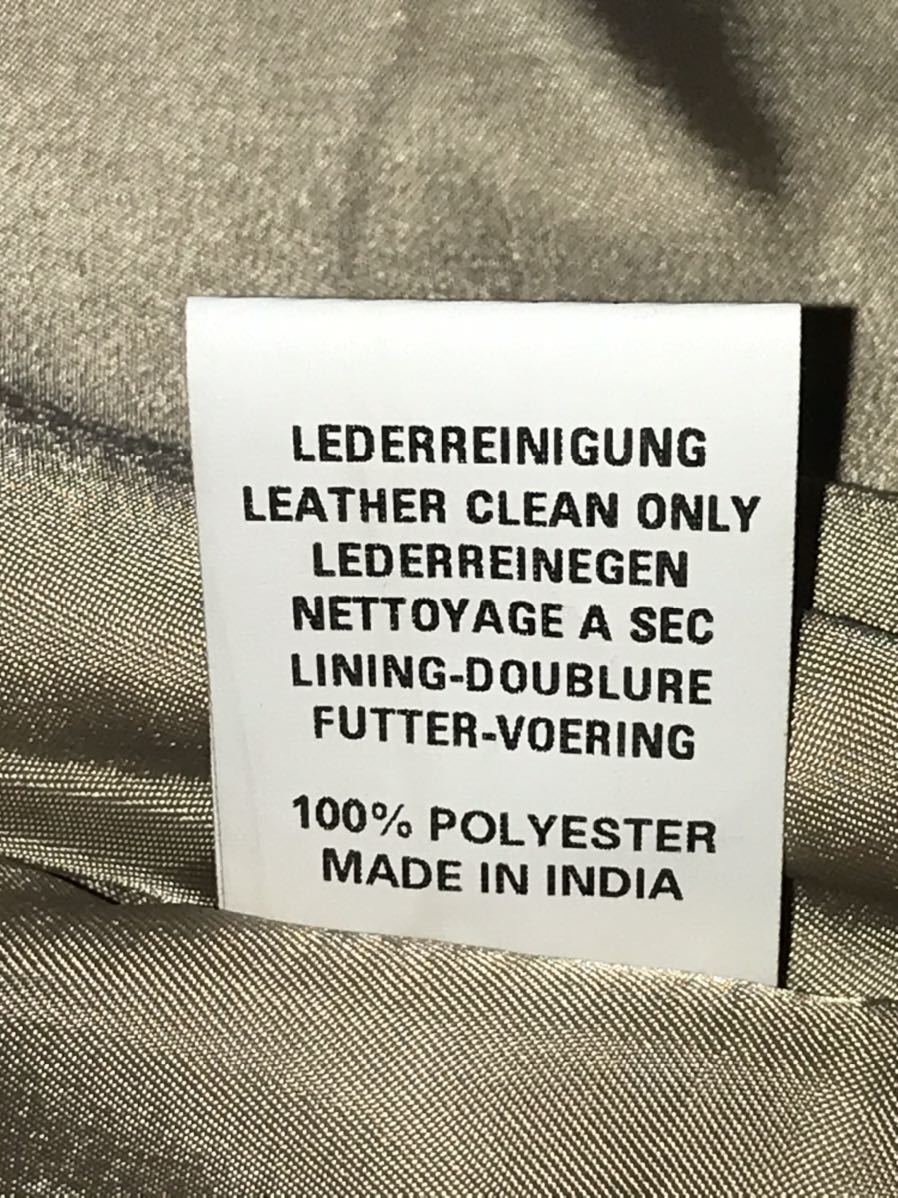 LEDERREINIGUNG
LEATHER CLEAN ONLY
LEDERREINEGEN
NETTOYAGE A SEC
LINING-DOUBLURE
FUTTER-VOERING
100% POLYESTER
MADE IN INDIA